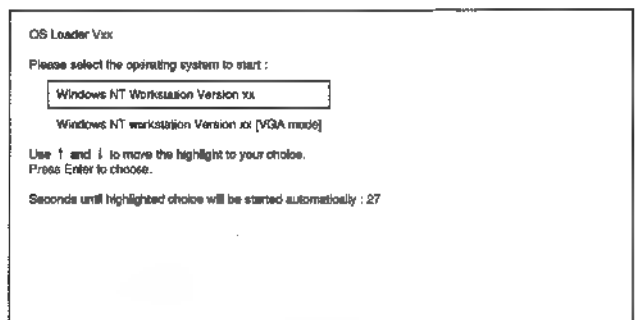 OS Loader Vxx
Please select the operating system to start :
Windows NT Workstation Version xx
Windows NT workstation Version xx [VGA mode]
Use ↑ and ↓ to move the highlight to your choice.
Press Enter to choose.
Seconds until highlighted choice will be started automatically : 27